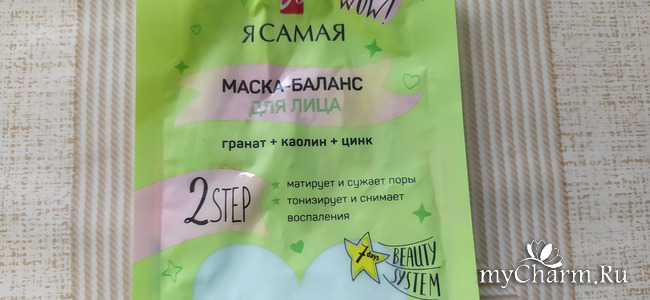 WOW!
Я САМАЯ
МАСКА-БАЛАНС
ДЛЯ ЛИЦА
гранат + каолин + цинк
2 STEP
матирует и сужает поры
тонизирует и снимает
воспаления
7 days
BEAUTY
SYSTEM
myCharm.Ru